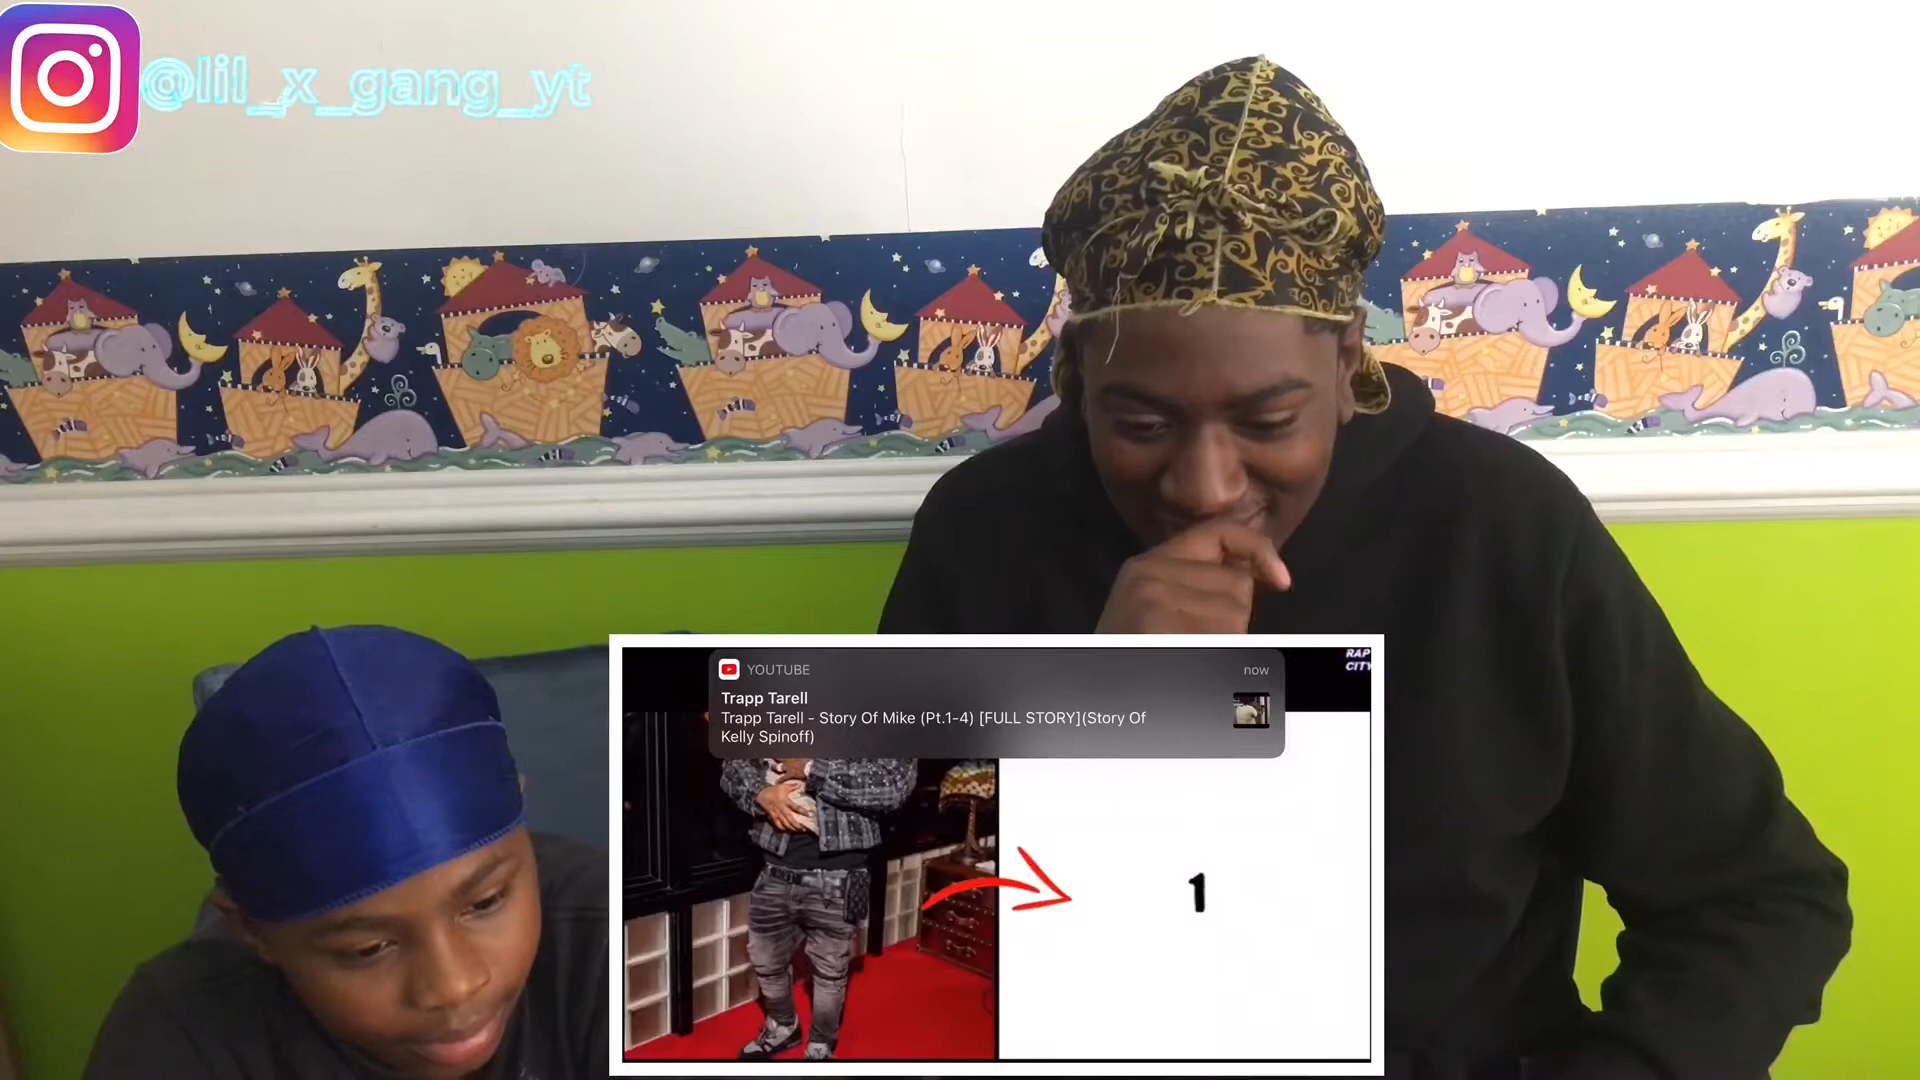 @lil_x_gang_yt
RAP
CITY
YOUTUBE
now
Trapp Tarell
Trapp Tarell - Story Of Mike (Pt.1-4) [FULL STORY](Story Of
Kelly Spinoff)
1